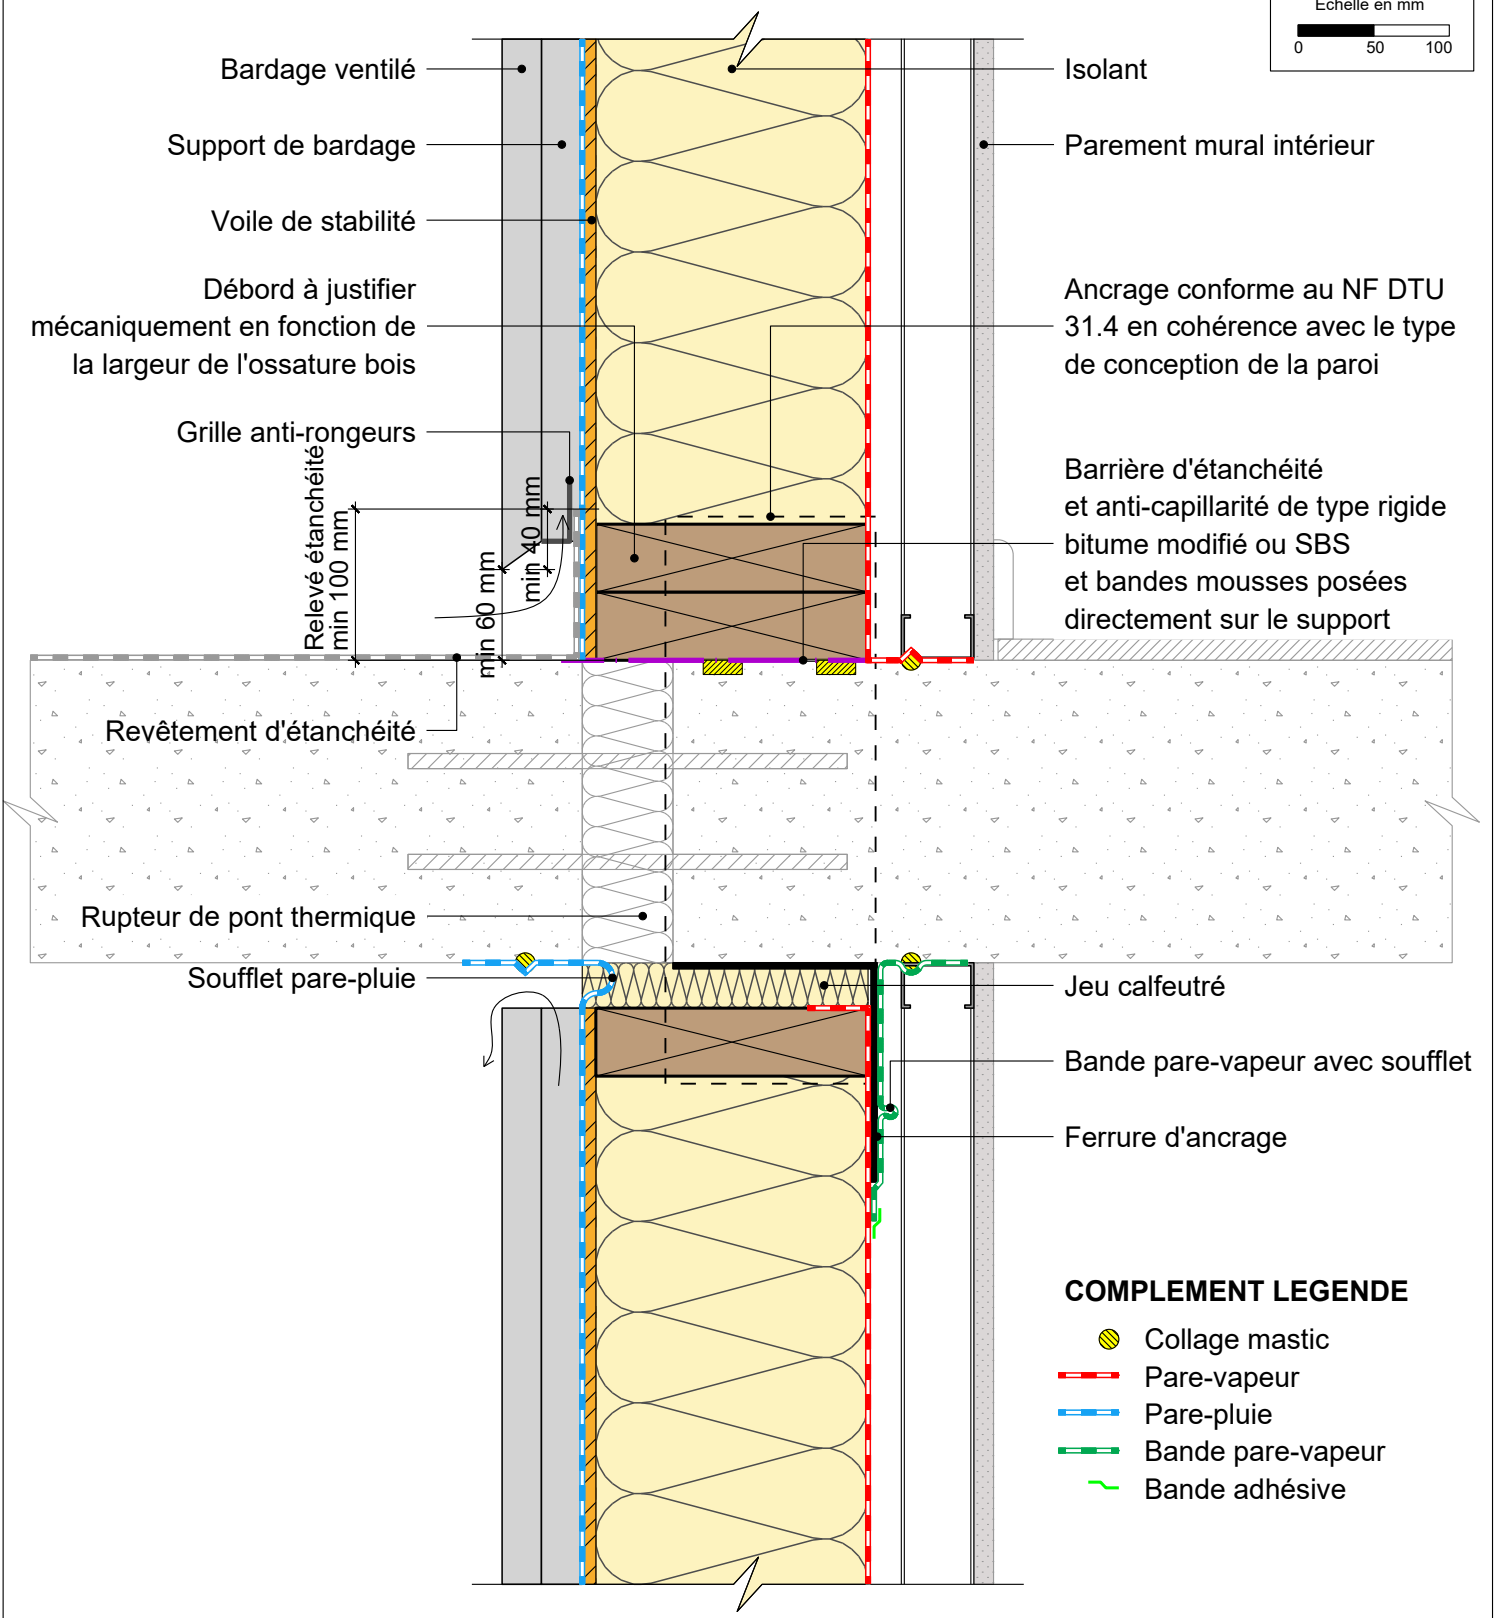 Echelle en mm
0 50 100
Bardage ventilé
Support de bardage
Voile de stabilité
Débord à justifier
mécaniquement en fonction de
la largeur de l'ossature bois
Grille anti-rongeurs
Relevé étanchéité
min 100 mm
min 60 mm
min 40 mm
Revêtement d'étanchéité
Rupteur de pont thermique
Soufflet pare-pluie
Isolant
Parement mural intérieur
Ancrage conforme au NF DTU
31.4 en cohérence avec le type
de conception de la paroi
Barrière d'étanchéité
et anti-capillarité de type rigide
bitume modifié ou SBS
et bandes mousses posées
directement sur le support
Jeu calfeutré
Bande pare-vapeur avec soufflet
Ferrure d'ancrage
COMPLEMENT LEGENDE
Collage mastic
Pare-vapeur
Pare-pluie
Bande pare-vapeur
Bande adhésive